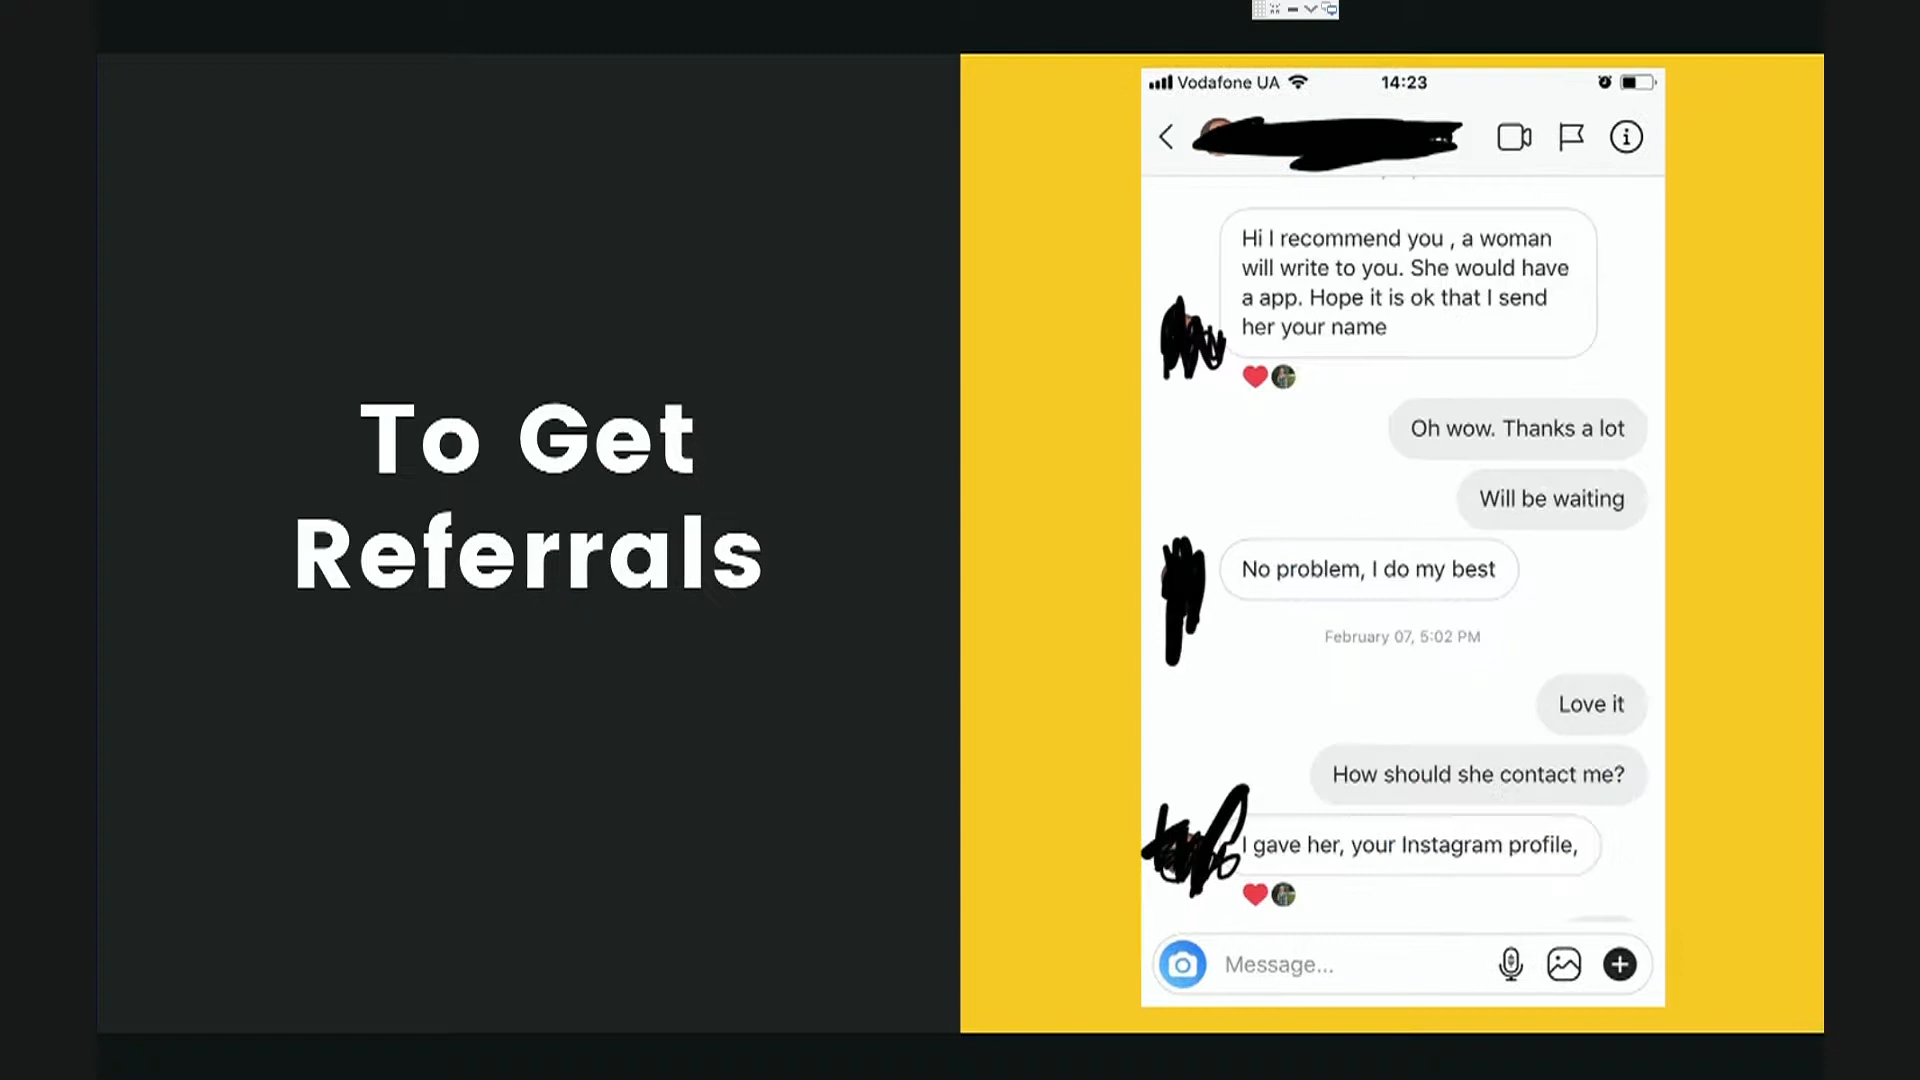 To Get
Referrals
Vodafone UA
14:23
Hi I recommend you , a woman
will write to you. She would have
a app. Hope it is ok that I send
her your name
Oh wow. Thanks a lot
Will be waiting
No problem, I do my best
February 07, 5:02 PM
Love it
How should she contact me?
I gave her, your Instagram profile,
Message...